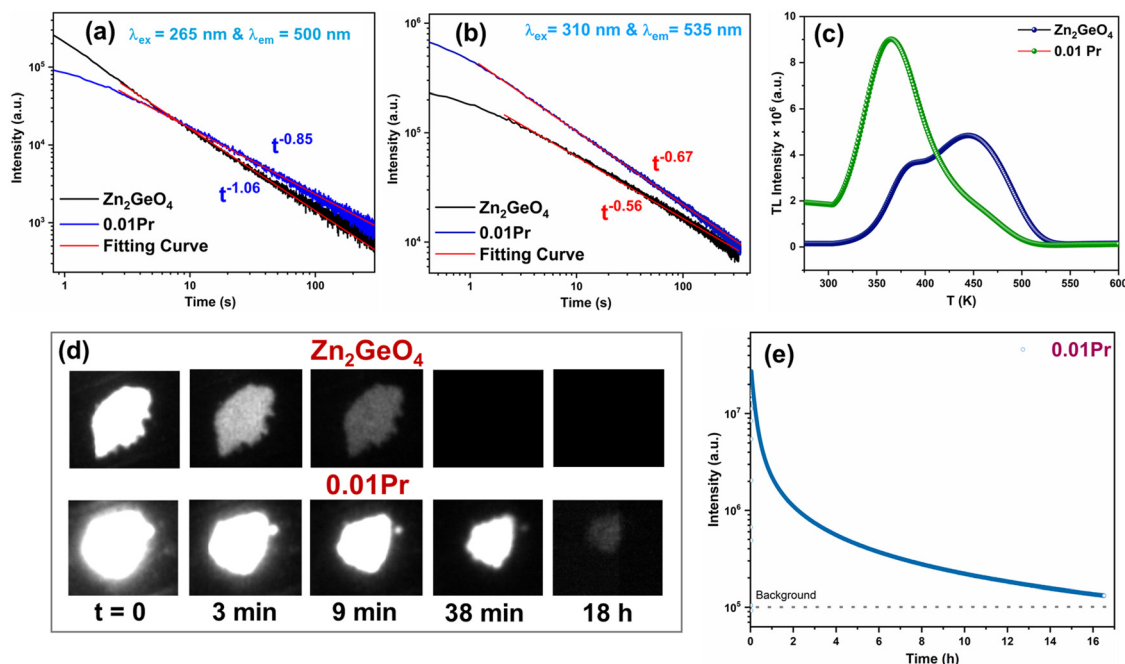 (a)
λex = 265 nm & λem = 500 nm
Intensity (a.u.)
10^5
10^4
10^3
t^-0.85
t^-1.06
Zn2GeO4
0.01Pr
Fitting Curve
1 10 100
Time (s)
(b)
λex = 310 nm & λem = 535 nm
Intensity (a.u.)
10^6
10^5
10^4
t^-0.67
t^-0.56
Zn2GeO4
0.01Pr
Fitting Curve
1 10 100
Time (s)
(c)
Zn2GeO4
0.01 Pr
TL Intensity × 10^6 (a.u.)
10
8
6
4
2
0
300 350 400 450 500 550 600
T (K)
(d)
Zn2GeO4
0.01Pr
t = 0 3 min 9 min 38 min 18 h
(e)
0.01Pr
Intensity (a.u.)
10^7
10^6
10^5
Background
0 2 4 6 8 10 12 14 16
Time (h)